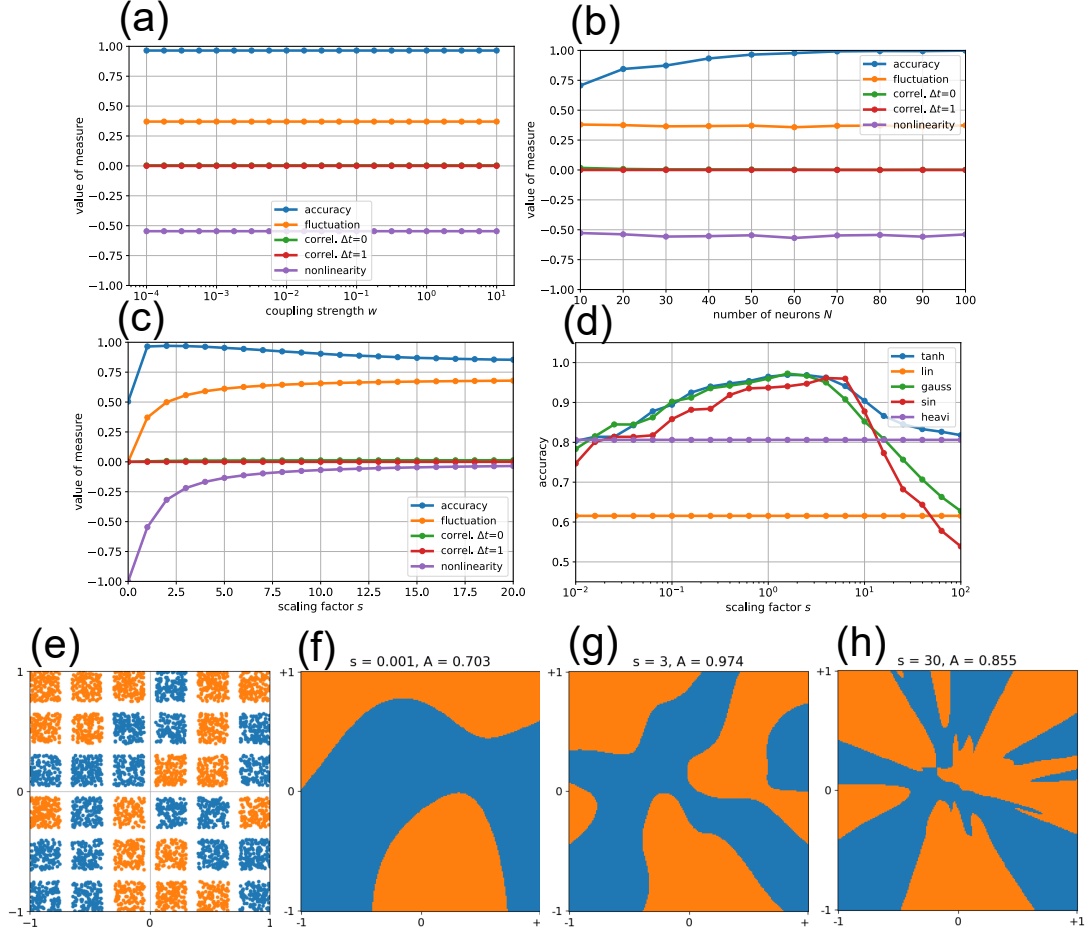 (a)
1.00
0.75
0.50
0.25
0.00
−0.25
−0.50
−0.75
−1.00
value of measure
accuracy
fluctuation
correl. Δt=0
correl. Δt=1
nonlinearity
10⁻⁴
10⁻³
10⁻²
10⁻¹
10⁰
10¹
coupling strength w
(b)
1.00
0.75
0.50
0.25
0.00
−0.25
−0.50
−0.75
−1.00
value of measure
accuracy
fluctuation
correl. Δt=0
correl. Δt=1
nonlinearity
10
20
30
40
50
60
70
80
90
100
number of neurons N
(c)
1.00
0.75
0.50
0.25
0.00
−0.25
−0.50
−0.75
−1.00
value of measure
accuracy
fluctuation
correl. Δt=0
correl. Δt=1
nonlinearity
0.0
2.5
5.0
7.5
10.0
12.5
15.0
17.5
20.0
scaling factor s
(d)
1.0
0.9
0.8
0.7
0.6
0.5
accuracy
tanh
lin
gauss
sin
heavi
10⁻²
10⁻¹
10⁰
10¹
10²
scaling factor s
(e)
1
0
-1
0
1
(f)
s = 0.001, A = 0.703
+1
0
-1
-1
0
+
(g)
s = 3, A = 0.974
+1
0
-1
-1
0
+
(h)
s = 30, A = 0.855
+1
0
-1
-1
0
+1